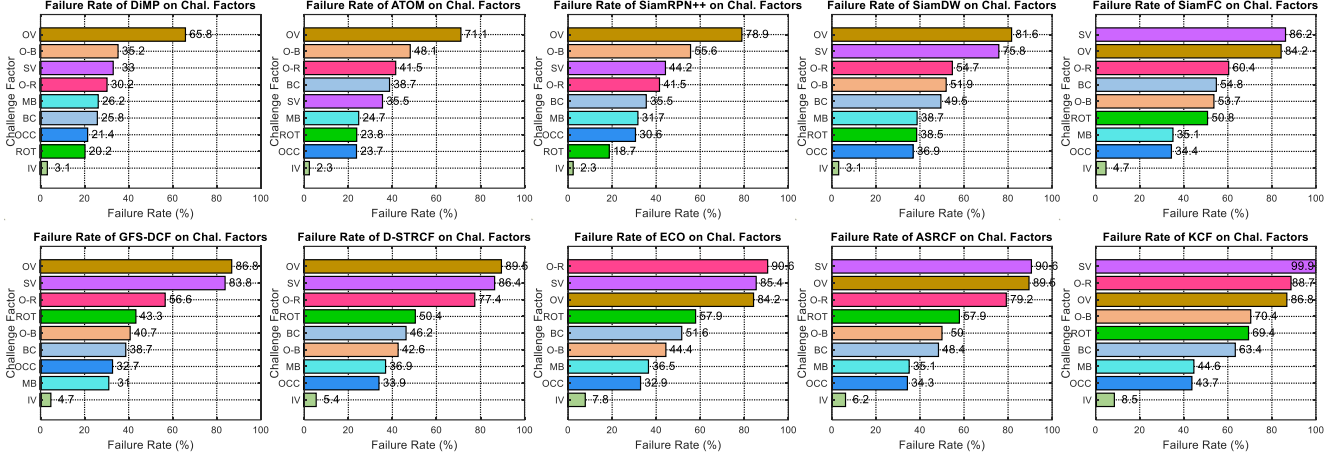 Failure Rate of DiMP on Chal. Factors
Challenge Factor
OV 65.8
O-B 35.2
SV 33
O-R 30.2
MB 26.2
BC 25.8
OCC 21.4
ROT 20.2
IV 3.1
0 20 40 60 80 100
Failure Rate (%)
Failure Rate of ATOM on Chal. Factors
Challenge Factor
OV 71.1
O-B 48.1
O-R 41.5
BC 38.7
SV 35.5
MB 24.7
ROT 23.8
OCC 23.7
IV 2.3
0 20 40 60 80 100
Failure Rate (%)
Failure Rate of SiamRPN++ on Chal. Factors
Challenge Factor
OV 78.9
O-B 55.6
SV 44.2
O-R 41.5
BC 35.5
MB 31.7
OCC 30.6
ROT 18.7
IV 2.3
0 20 40 60 80 100
Failure Rate (%)
Failure Rate of SiamDW on Chal. Factors
Challenge Factor
OV 81.6
SV 75.8
O-R 54.7
O-B 51.9
BC 49.5
MB 38.7
ROT 38.5
OCC 36.9
IV 3.1
0 20 40 60 80 100
Failure Rate (%)
Failure Rate of SiamFC on Chal. Factors
Challenge Factor
SV 86.2
OV 84.2
O-R 60.4
BC 54.8
O-B 53.7
ROT 50.8
MB 35.1
OCC 34.4
IV 4.7
0 20 40 60 80 100
Failure Rate (%)
Failure Rate of GFS-DCF on Chal. Factors
Challenge Factor
OV 86.8
SV 83.8
O-R 56.6
ROT 43.3
O-B 40.7
BC 38.7
OCC 32.7
MB 31
IV 4.7
0 20 40 60 80 100
Failure Rate (%)
Failure Rate of D-STRCF on Chal. Factors
Challenge Factor
OV 89.5
SV 86.4
O-R 77.4
ROT 50.4
BC 46.2
O-B 42.6
MB 36.9
OCC 33.9
IV 5.4
0 20 40 60 80 100
Failure Rate (%)
Failure Rate of ECO on Chal. Factors
Challenge Factor
O-R 90.6
SV 85.4
OV 84.2
ROT 57.9
BC 51.6
O-B 44.4
MB 36.5
OCC 32.9
IV 7.8
0 20 40 60 80 100
Failure Rate (%)
Failure Rate of ASRCF on Chal. Factors
Challenge Factor
SV 90.6
OV 89.6
O-R 79.2
ROT 57.9
O-B 50
BC 48.4
MB 35.1
OCC 34.3
IV 6.2
0 20 40 60 80 100
Failure Rate (%)
Failure Rate of KCF on Chal. Factors
Challenge Factor
SV 99.9
O-R 88.7
OV 86.8
O-B 70.4
ROT 69.4
BC 63.4
MB 44.6
OCC 43.7
IV 8.5
0 20 40 60 80 100
Failure Rate (%)